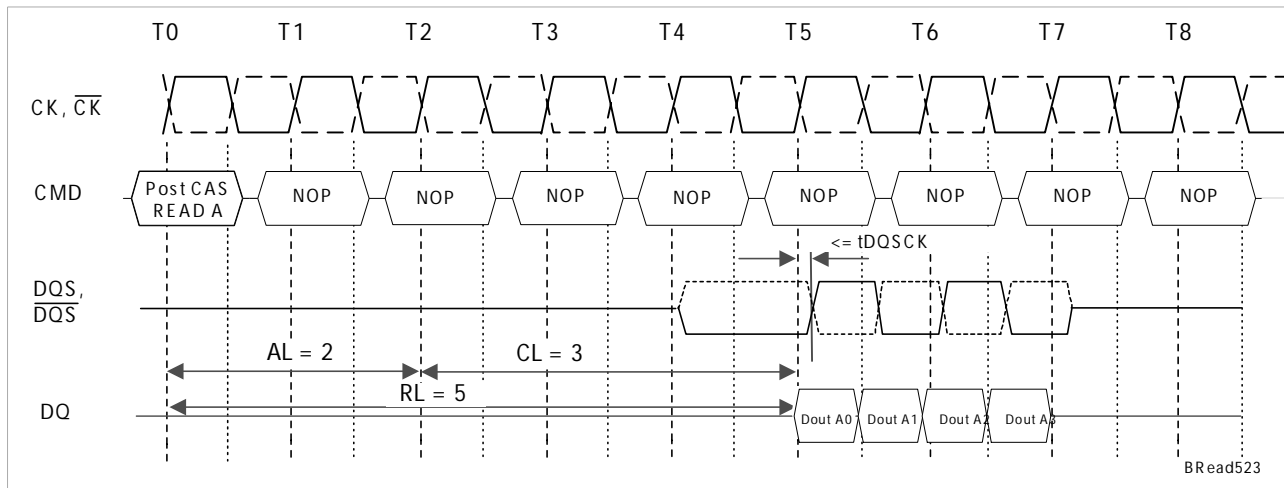 T0 T1 T2 T3 T4 T5 T6 T7 T8
CK, CK
CMD
Post CAS
READ A
NOP NOP NOP NOP NOP NOP NOP NOP
<= tDQSCK
DQS,
DQS
AL = 2
CL = 3
RL = 5
DQ
Dout A0 Dout A1 Dout A2 Dout A3
BRead523